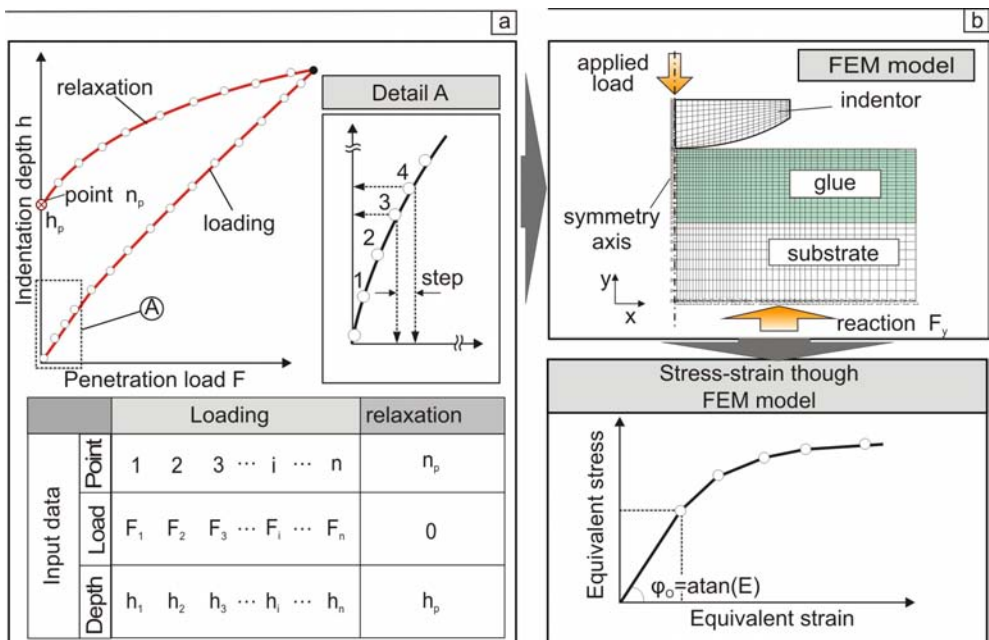 a
Indentation depth h
relaxation
point n_p
h_p
loading
A
Penetration load F
Detail A
1
2
3
4
step
Input data
Loading
relaxation
Point
1 2 3 ... i ... n
n_p
Load
F_1 F_2 F_3 ... F_i ... F_n
0
Depth
h_1 h_2 h_3 ... h_i ... h_n
h_p
b
applied
load
FEM model
indentor
glue
symmetry
axis
substrate
y
x
reaction F_y
Stress-strain though
FEM model
Equivalent stress
φ_o=atan(E)
Equivalent strain